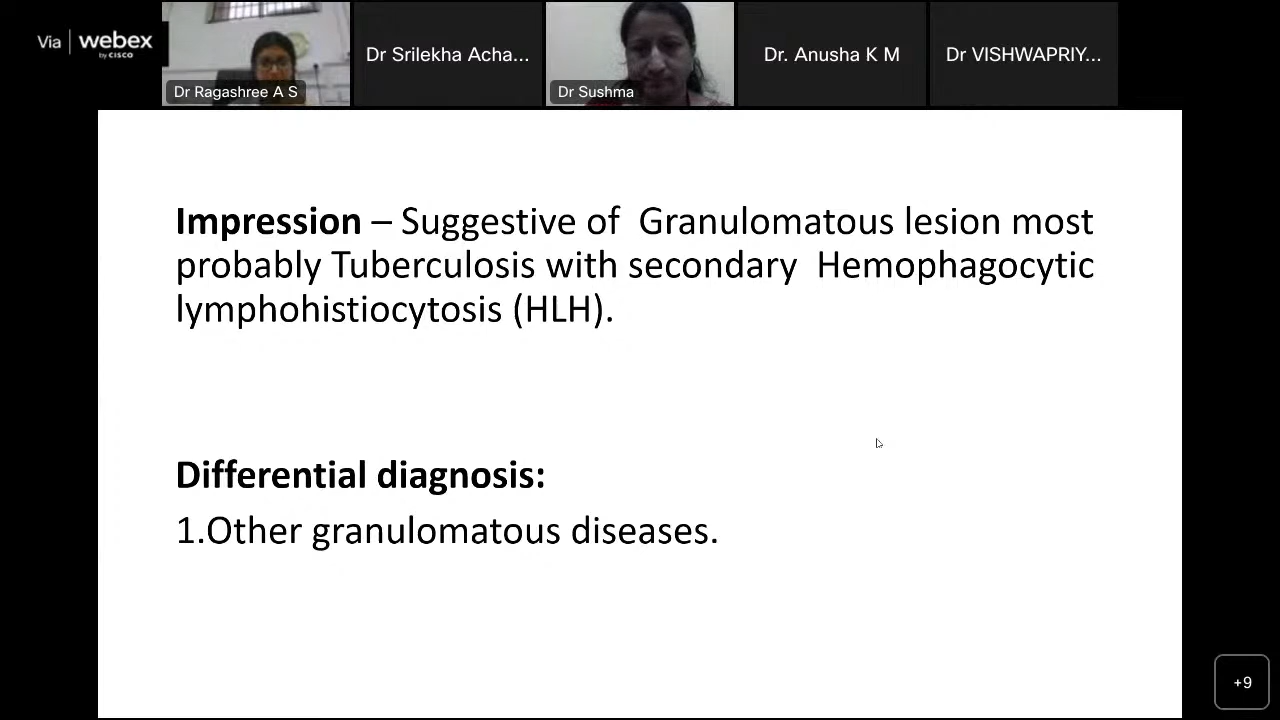 Via webex
by CISCO
Dr Ragashree A S
Dr Srilekha Acha...
Dr Sushma
Dr. Anusha K M
Dr VISHWAPRIY...
Impression – Suggestive of Granulomatous lesion most
probably Tuberculosis with secondary Hemophagocytic
lymphohistiocytosis (HLH).
Differential diagnosis:
1.Other granulomatous diseases.
+9